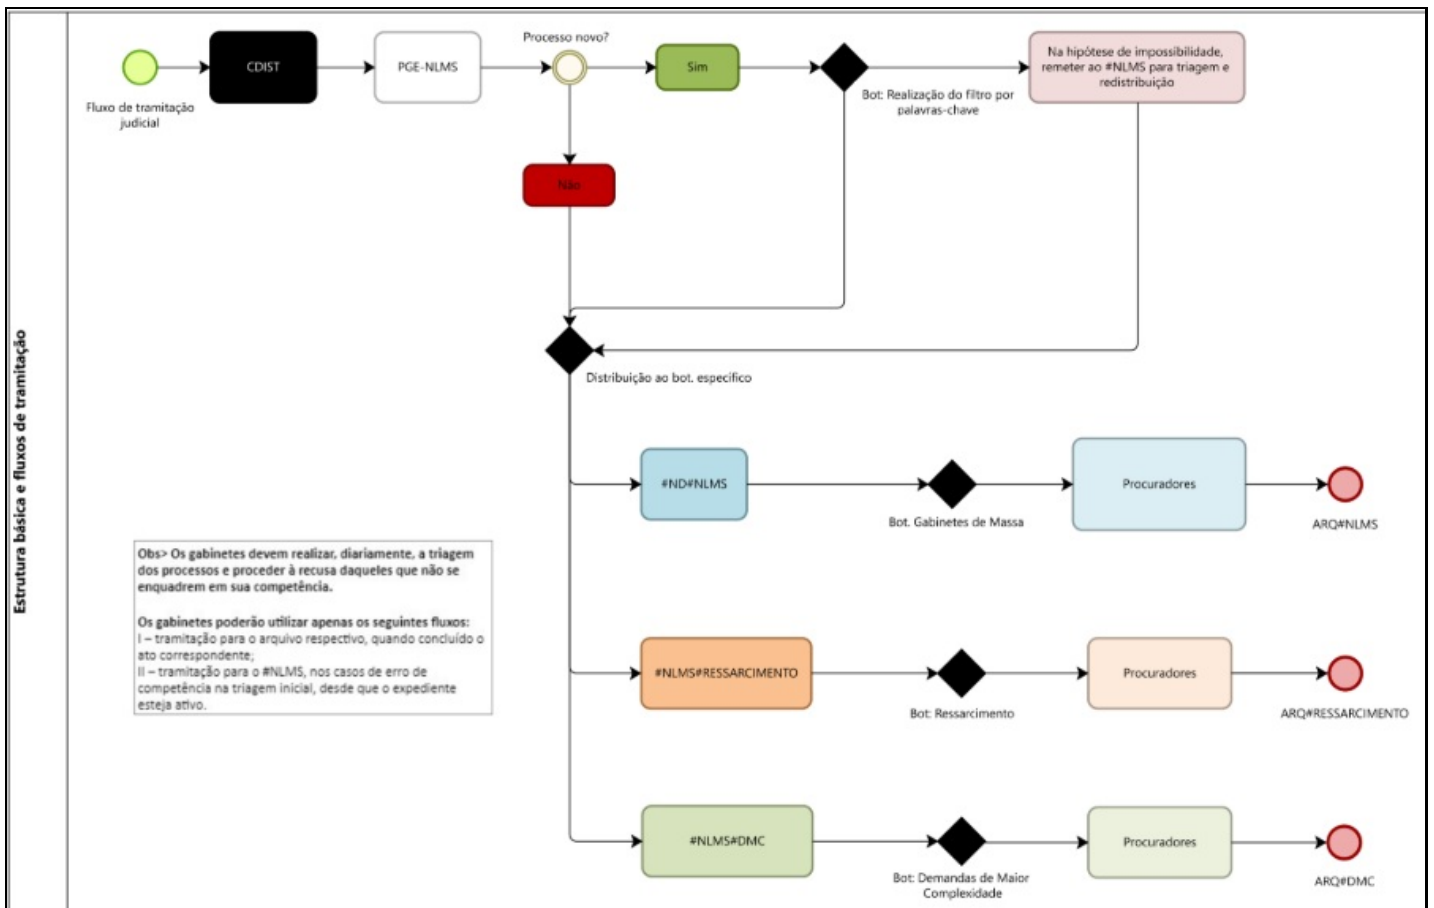 Estrutura básica e fluxos de tramitação
Fluxo de tramitação
judicial
CDIST
PGE-NLMS
Processo novo?
Sim
Bot: Realização do filtro por
palavras-chave
Na hipótese de impossibilidade,
remeter ao #NLMS para triagem e
redistribuição
Não
Distribuição ao bot. específico
#ND#NLMS
Bot. Gabinetes de Massa
Procuradores
ARQ#NLMS
Obs> Os gabinetes devem realizar, diariamente, a triagem
dos processos e proceder à recusa daqueles que não se
enquadrem em sua competência.
Os gabinetes poderão utilizar apenas os seguintes fluxos:
I – tramitação para o arquivo respectivo, quando concluído o
ato correspondente;
II – tramitação para o #NLMS, nos casos de erro de
competência na triagem inicial, desde que o expediente
esteja ativo.
#NLMS#RESSARCIMENTO
Bot: Ressarcimento
Procuradores
ARQ#RESSARCIMENTO
#NLMS#DMC
Bot: Demandas de Maior
Complexidade
Procuradores
ARQ#DMC